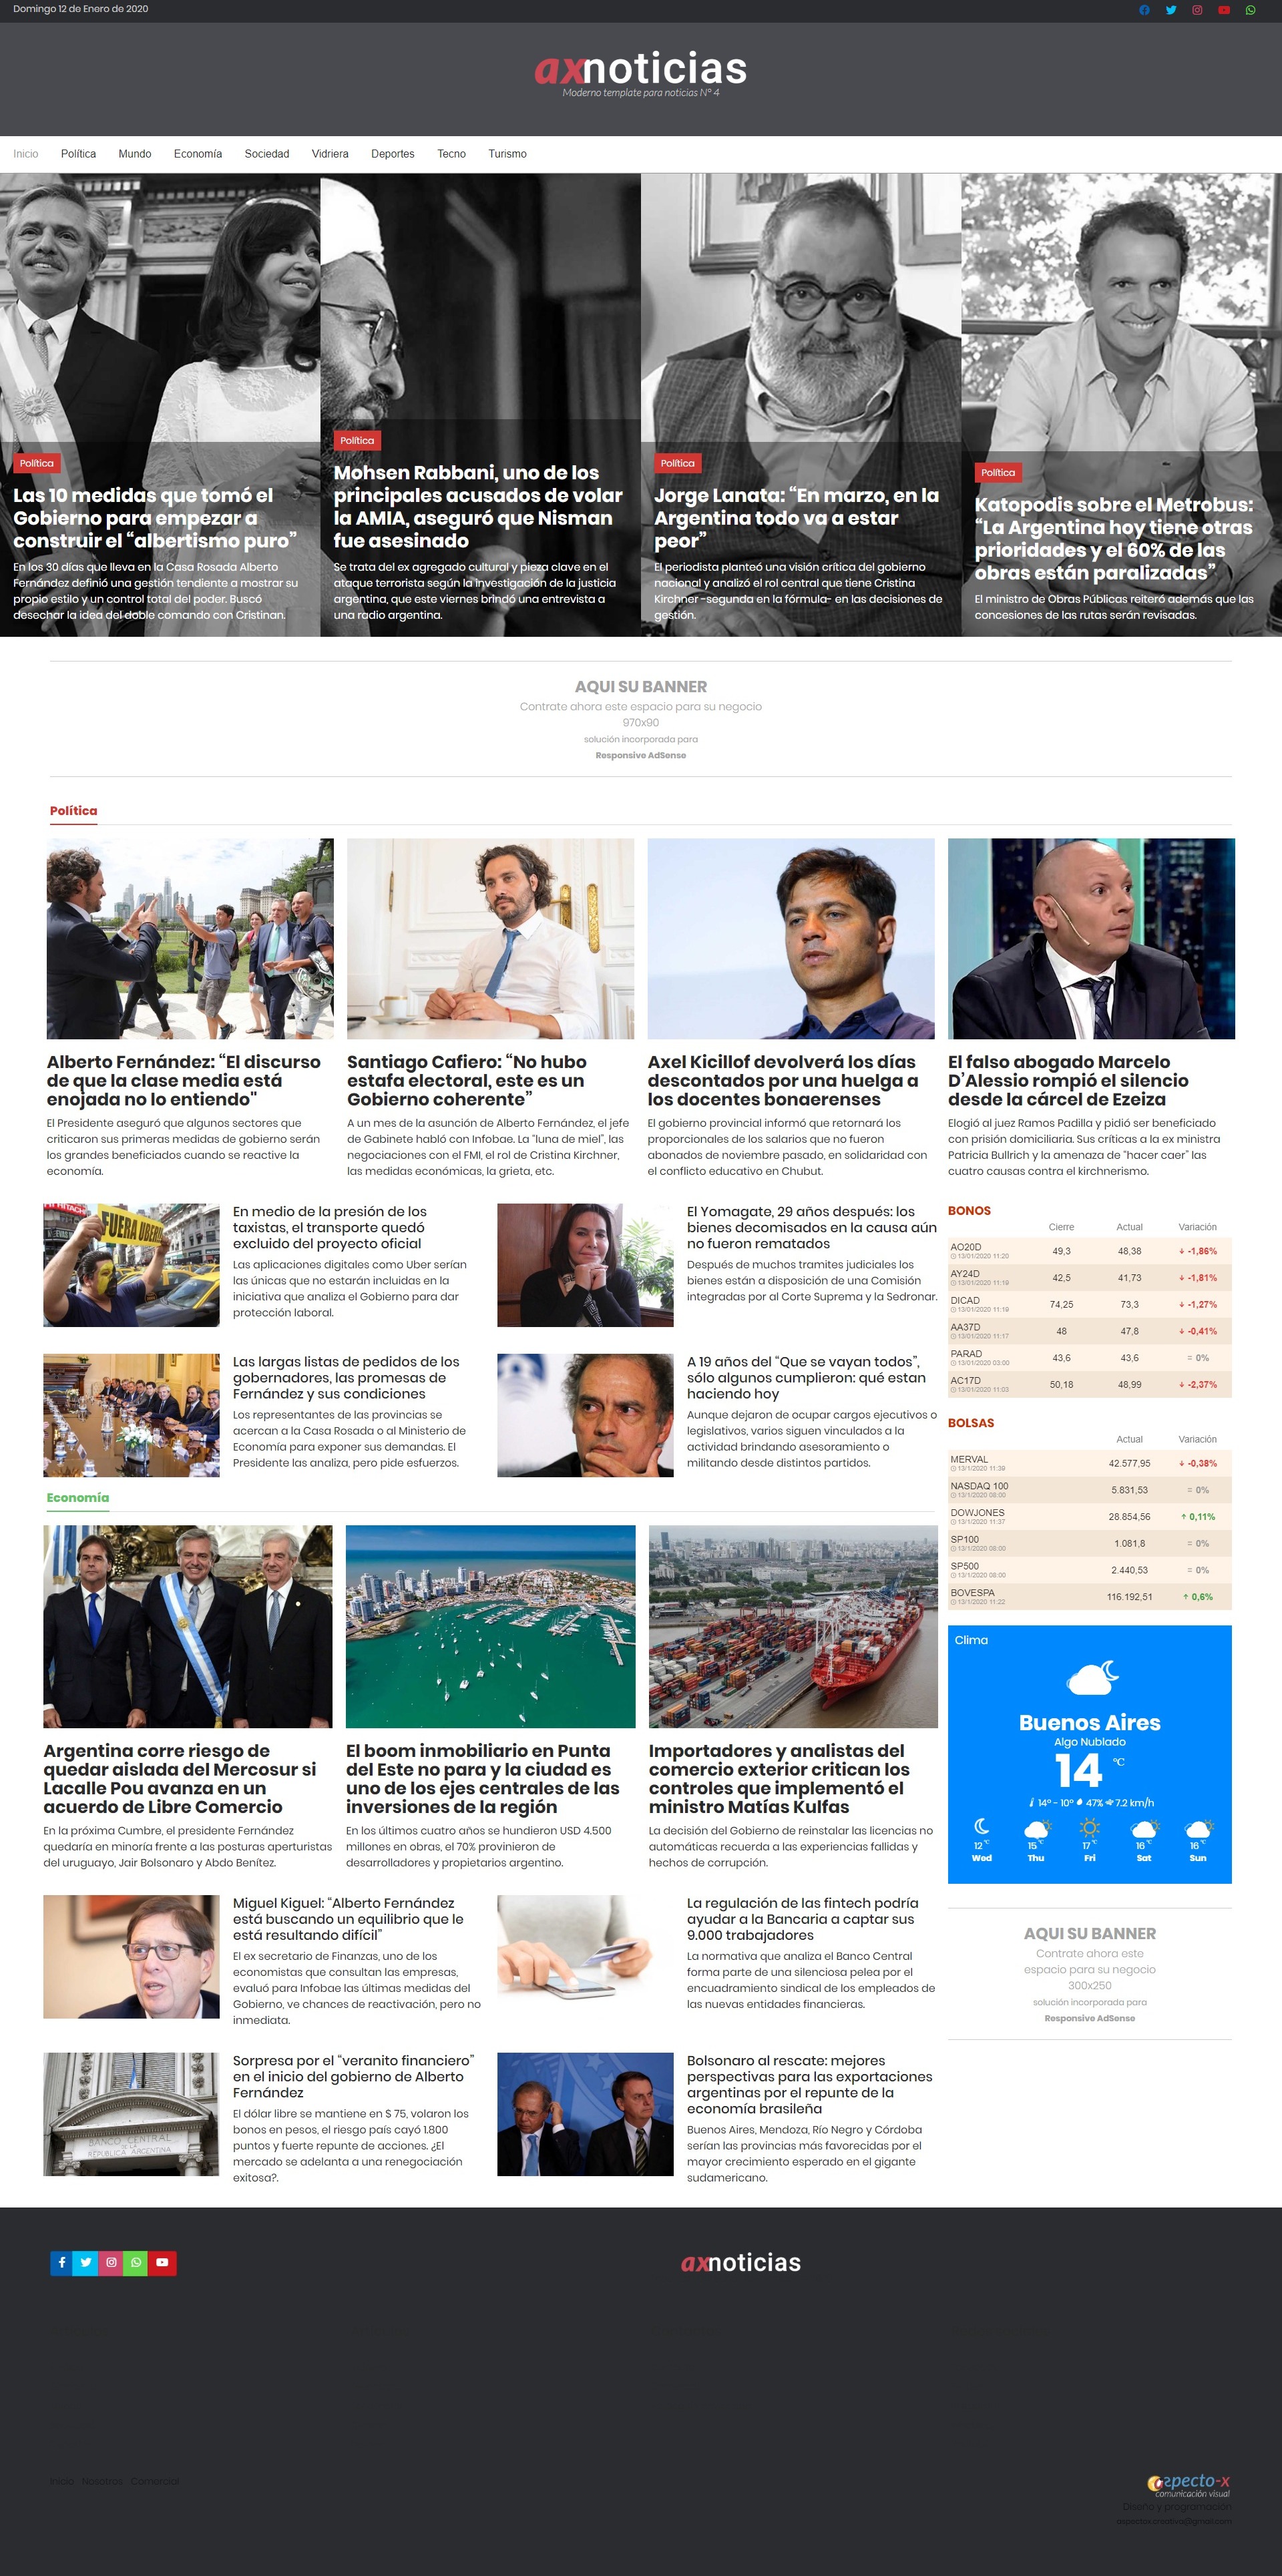 Domingo 12 de Enero de 2020
axnoticias
Moderno template para noticias Nº 4
Inicio Política Mundo Economía Sociedad Vidriera Deportes Tecno Turismo
Política
Las 10 medidas que tomó el
Gobierno para empezar a
construir el “albertismo puro”
En los 30 días que lleva en la Casa Rosada Alberto
Fernández definió una gestión tendiente a mostrar su
propio estilo y un control total del poder. Buscó
desechar la idea del doble comando con Cristinan.
Política
Mohsen Rabbani, uno de los
principales acusados de volar
la AMIA, aseguró que Nisman
fue asesinado
Se trata del ex agregado cultural y pieza clave en el
ataque terrorista según la investigación de la justicia
argentina, que este viernes brindó una entrevista a
una radio argentina.
Política
Jorge Lanata: “En marzo, en la
Argentina todo va a estar
peor”
El periodista planteó una visión crítica del gobierno
nacional y analizó el rol central que tiene Cristina
Kirchner -segunda en la fórmula- en las decisiones de
gestión.
Política
Katopodis sobre el Metrobus:
“La Argentina hoy tiene otras
prioridades y el 60% de las
obras están paralizadas”
El ministro de Obras Públicas reiteró además que las
concesiones de las rutas serán revisadas.
AQUI SU BANNER
Contrate ahora este espacio para su negocio
970x90
solución incorporada para
Responsive AdSense
Política
Alberto Fernández: “El discurso
de que la clase media está
enojada no lo entiendo"
El Presidente aseguró que algunos sectores que
criticaron sus primeras medidas de gobierno serán
los grandes beneficiados cuando se reactive la
economía.
Santiago Cafiero: “No hubo
estafa electoral, este es un
Gobierno coherente”
A un mes de la asunción de Alberto Fernández, el jefe
de Gabinete habló con Infobae. La “luna de miel”, las
negociaciones con el FMI, el rol de Cristina Kirchner,
las medidas económicas, la grieta, etc.
Axel Kicillof devolverá los días
descontados por una huelga a
los docentes bonaerenses
El gobierno provincial informó que retornará los
proporcionales de los salarios que no fueron
abonados de noviembre pasado, en solidaridad con
el conflicto educativo en Chubut.
El falso abogado Marcelo
D’Alessio rompió el silencio
desde la cárcel de Ezeiza
Elogió al juez Ramos Padilla y pidió ser beneficiado
con prisión domiciliaria. Sus críticas a la ex ministra
Patricia Bullrich y la amenaza de “hacer caer” las
cuatro causas contra el kirchnerismo.
FUERA UBER!
En medio de la presión de los
taxistas, el transporte quedó
excluido del proyecto oficial
Las aplicaciones digitales como Uber serían
las únicas que no estarán incluidas en la
iniciativa que analiza el Gobierno para dar
protección laboral.
El Yomagate, 29 años después: los
bienes decomisados en la causa aún
no fueron rematados
Después de muchos tramites judiciales los
bienes están a disposición de una Comisión
integradas por al Corte Suprema y la Sedronar.
Las largas listas de pedidos de los
gobernadores, las promesas de
Fernández y sus condiciones
Los representantes de las provincias se
acercan a la Casa Rosada o al Ministerio de
Economía para exponer sus demandas. El
Presidente las analiza, pero pide esfuerzos.
A 19 años del “Que se vayan todos”,
sólo algunos cumplieron: qué estan
haciendo hoy
Aunque dejaron de ocupar cargos ejecutivos o
legislativos, varios siguen vinculados a la
actividad brindando asesoramiento o
militando desde distintos partidos.
BONOS
Cierre Actual Variación
AO20D 49,3 48,38 -1,86%
13/01/2020 11:20
AY24D 42,5 41,73 -1,81%
13/01/2020 11:19
DICAD 74,25 73,3 -1,27%
13/01/2020 11:19
AA37D 48 47,8 -0,41%
13/01/2020 11:17
PARAD 43,6 43,6 = 0%
13/01/2020 03:00
AC17D 50,18 48,99 -2,37%
13/01/2020 11:03
BOLSAS
Actual Variación
MERVAL 42.577,95 -0,38%
13/1/2020 11:39
NASDAQ 100 5.831,53 = 0%
13/1/2020 08:00
DOWJONES 28.854,56 0,11%
13/1/2020 11:37
SP100 1.081,8 = 0%
13/1/2020 08:00
SP500 2.440,53 = 0%
13/1/2020 08:00
BOVESPA 116.192,51 0,6%
13/1/2020 11:22
Economía
Argentina corre riesgo de
quedar aislada del Mercosur si
Lacalle Pou avanza en un
acuerdo de Libre Comercio
En la próxima Cumbre, el presidente Fernández
quedaría en minoría frente a las posturas aperturistas
del uruguayo, Jair Bolsonaro y Abdo Benítez.
El boom inmobiliario en Punta
del Este no para y la ciudad es
uno de los ejes centrales de las
inversiones de la región
En los últimos cuatro años se hundieron USD 4.500
millones en obras, el 70% provinieron de
desarrolladores y propietarios argentino.
Importadores y analistas del
comercio exterior critican los
controles que implementó el
ministro Matías Kulfas
La decisión del Gobierno de reinstalar las licencias no
automáticas recuerda a las experiencias fallidas y
hechos de corrupción.
Clima
Buenos Aires
Algo Nublado
14 °C
14° - 10° 47% 7.2 km/h
12 °C 15 °C 17 °C 16 °C 16 °C
Wed Thu Fri Sat Sun
Miguel Kiguel: “Alberto Fernández
está buscando un equilibrio que le
está resultando difícil”
El ex secretario de Finanzas, uno de los
economistas que consultan las empresas,
evaluó para Infobae las últimas medidas del
Gobierno, ve chances de reactivación, pero no
inmediata.
La regulación de las fintech podría
ayudar a la Bancaria a captar sus
9.000 trabajadores
La normativa que analiza el Banco Central
forma parte de una silenciosa pelea por el
encuadramiento sindical de los empleados de
las nuevas entidades financieras.
AQUI SU BANNER
Contrate ahora este
espacio para su negocio
300x250
solución incorporada para
Responsive AdSense
BANCO CENTRAL
REPÚBLICA ARGENTINA
Sorpresa por el “veranito financiero”
en el inicio del gobierno de Alberto
Fernández
El dólar libre se mantiene en $ 75, volaron los
bonos en pesos, el riesgo país cayó 1.800
puntos y fuerte repunte de acciones. ¿El
mercado se adelanta a una renegociación
exitosa?.
Bolsonaro al rescate: mejores
perspectivas para las exportaciones
argentinas por el repunte de la
economía brasileña
Buenos Aires, Mendoza, Río Negro y Córdoba
serían las provincias más favorecidas por el
mayor crecimiento esperado en el gigante
sudamericano.
axnoticias
Inicio Nosotros Comercial
specto-x
comunicación visual
Diseño y programación
aspectox.creativa@gmail.com